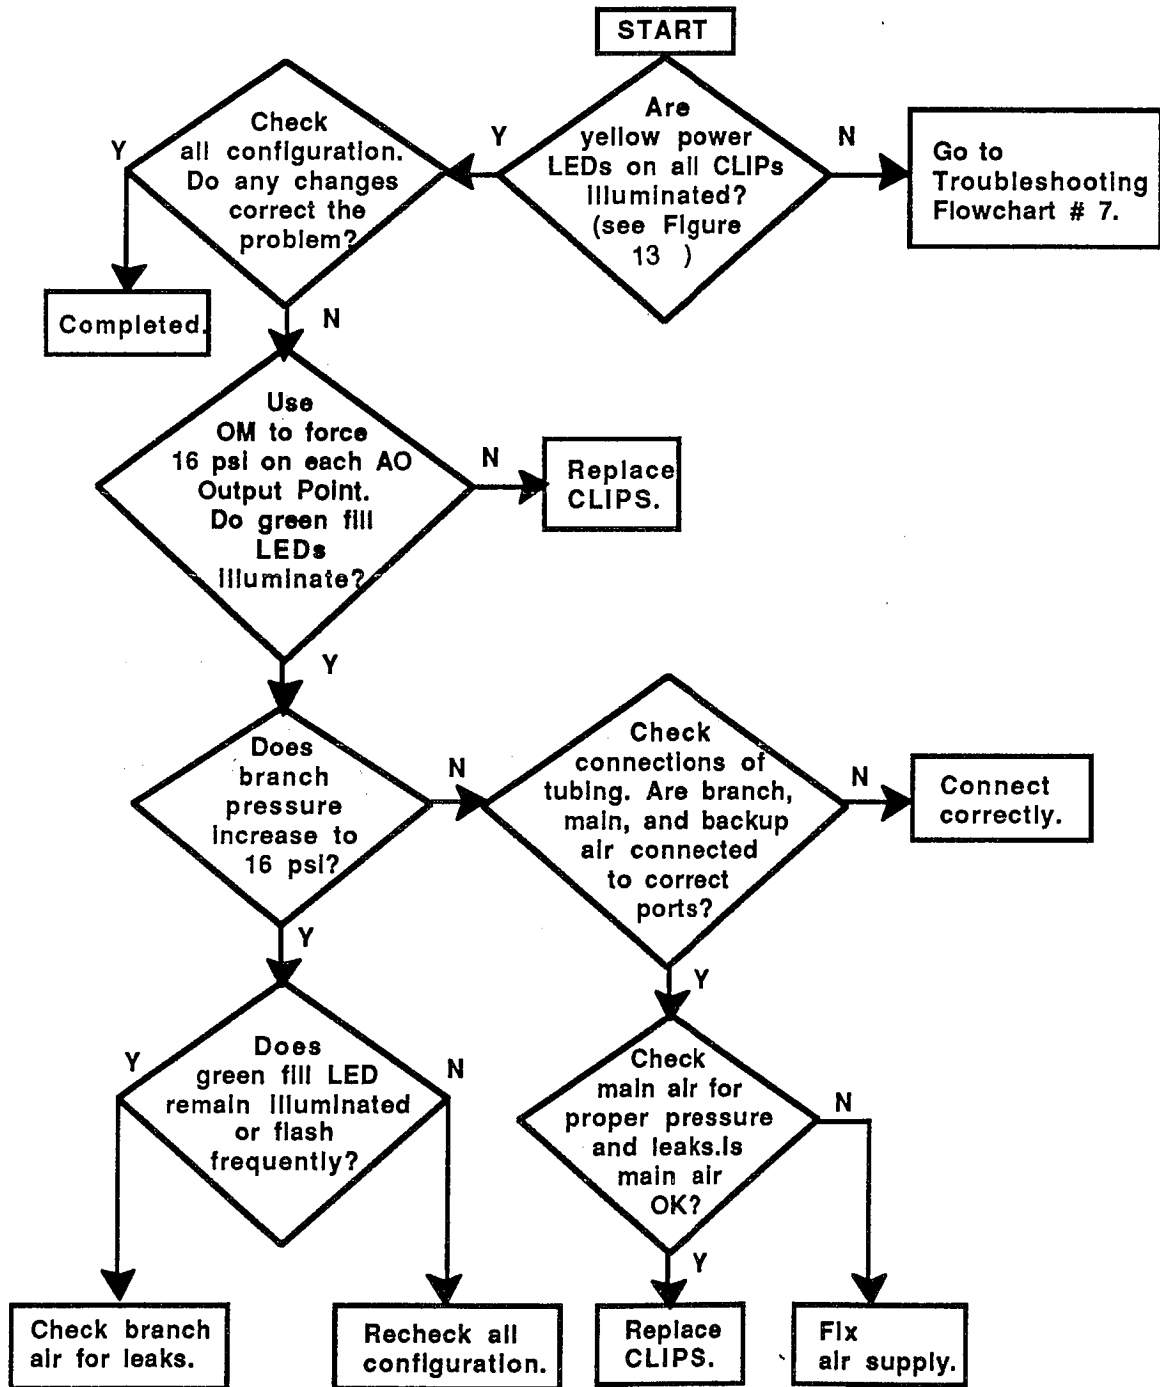 START
Are
yellow power
LEDs on all CLIPs
illuminated?
(see Figure
13 )
Y
N
Go to
Troubleshooting
Flowchart # 7.
Check
all configuration.
Do any changes
correct the
problem?
Y
N
Completed.
Use
OM to force
16 psi on each AO
Output Point.
Do green fill
LEDs
illuminate?
N
Replace
CLIPS.
Y
Does
branch
pressure
increase to
16 psi?
N
Check
connections of
tubing. Are branch,
main, and backup
air connected
to correct
ports?
N
Connect
correctly.
Y
Y
Does
green fill LED
remain illuminated
or flash
frequently?
Y
N
Check
main air for
proper pressure
and leaks.Is
main air
OK?
N
Y
Check branch
air for leaks.
Recheck all
configuration.
Replace
CLIPS.
Fix
air supply.